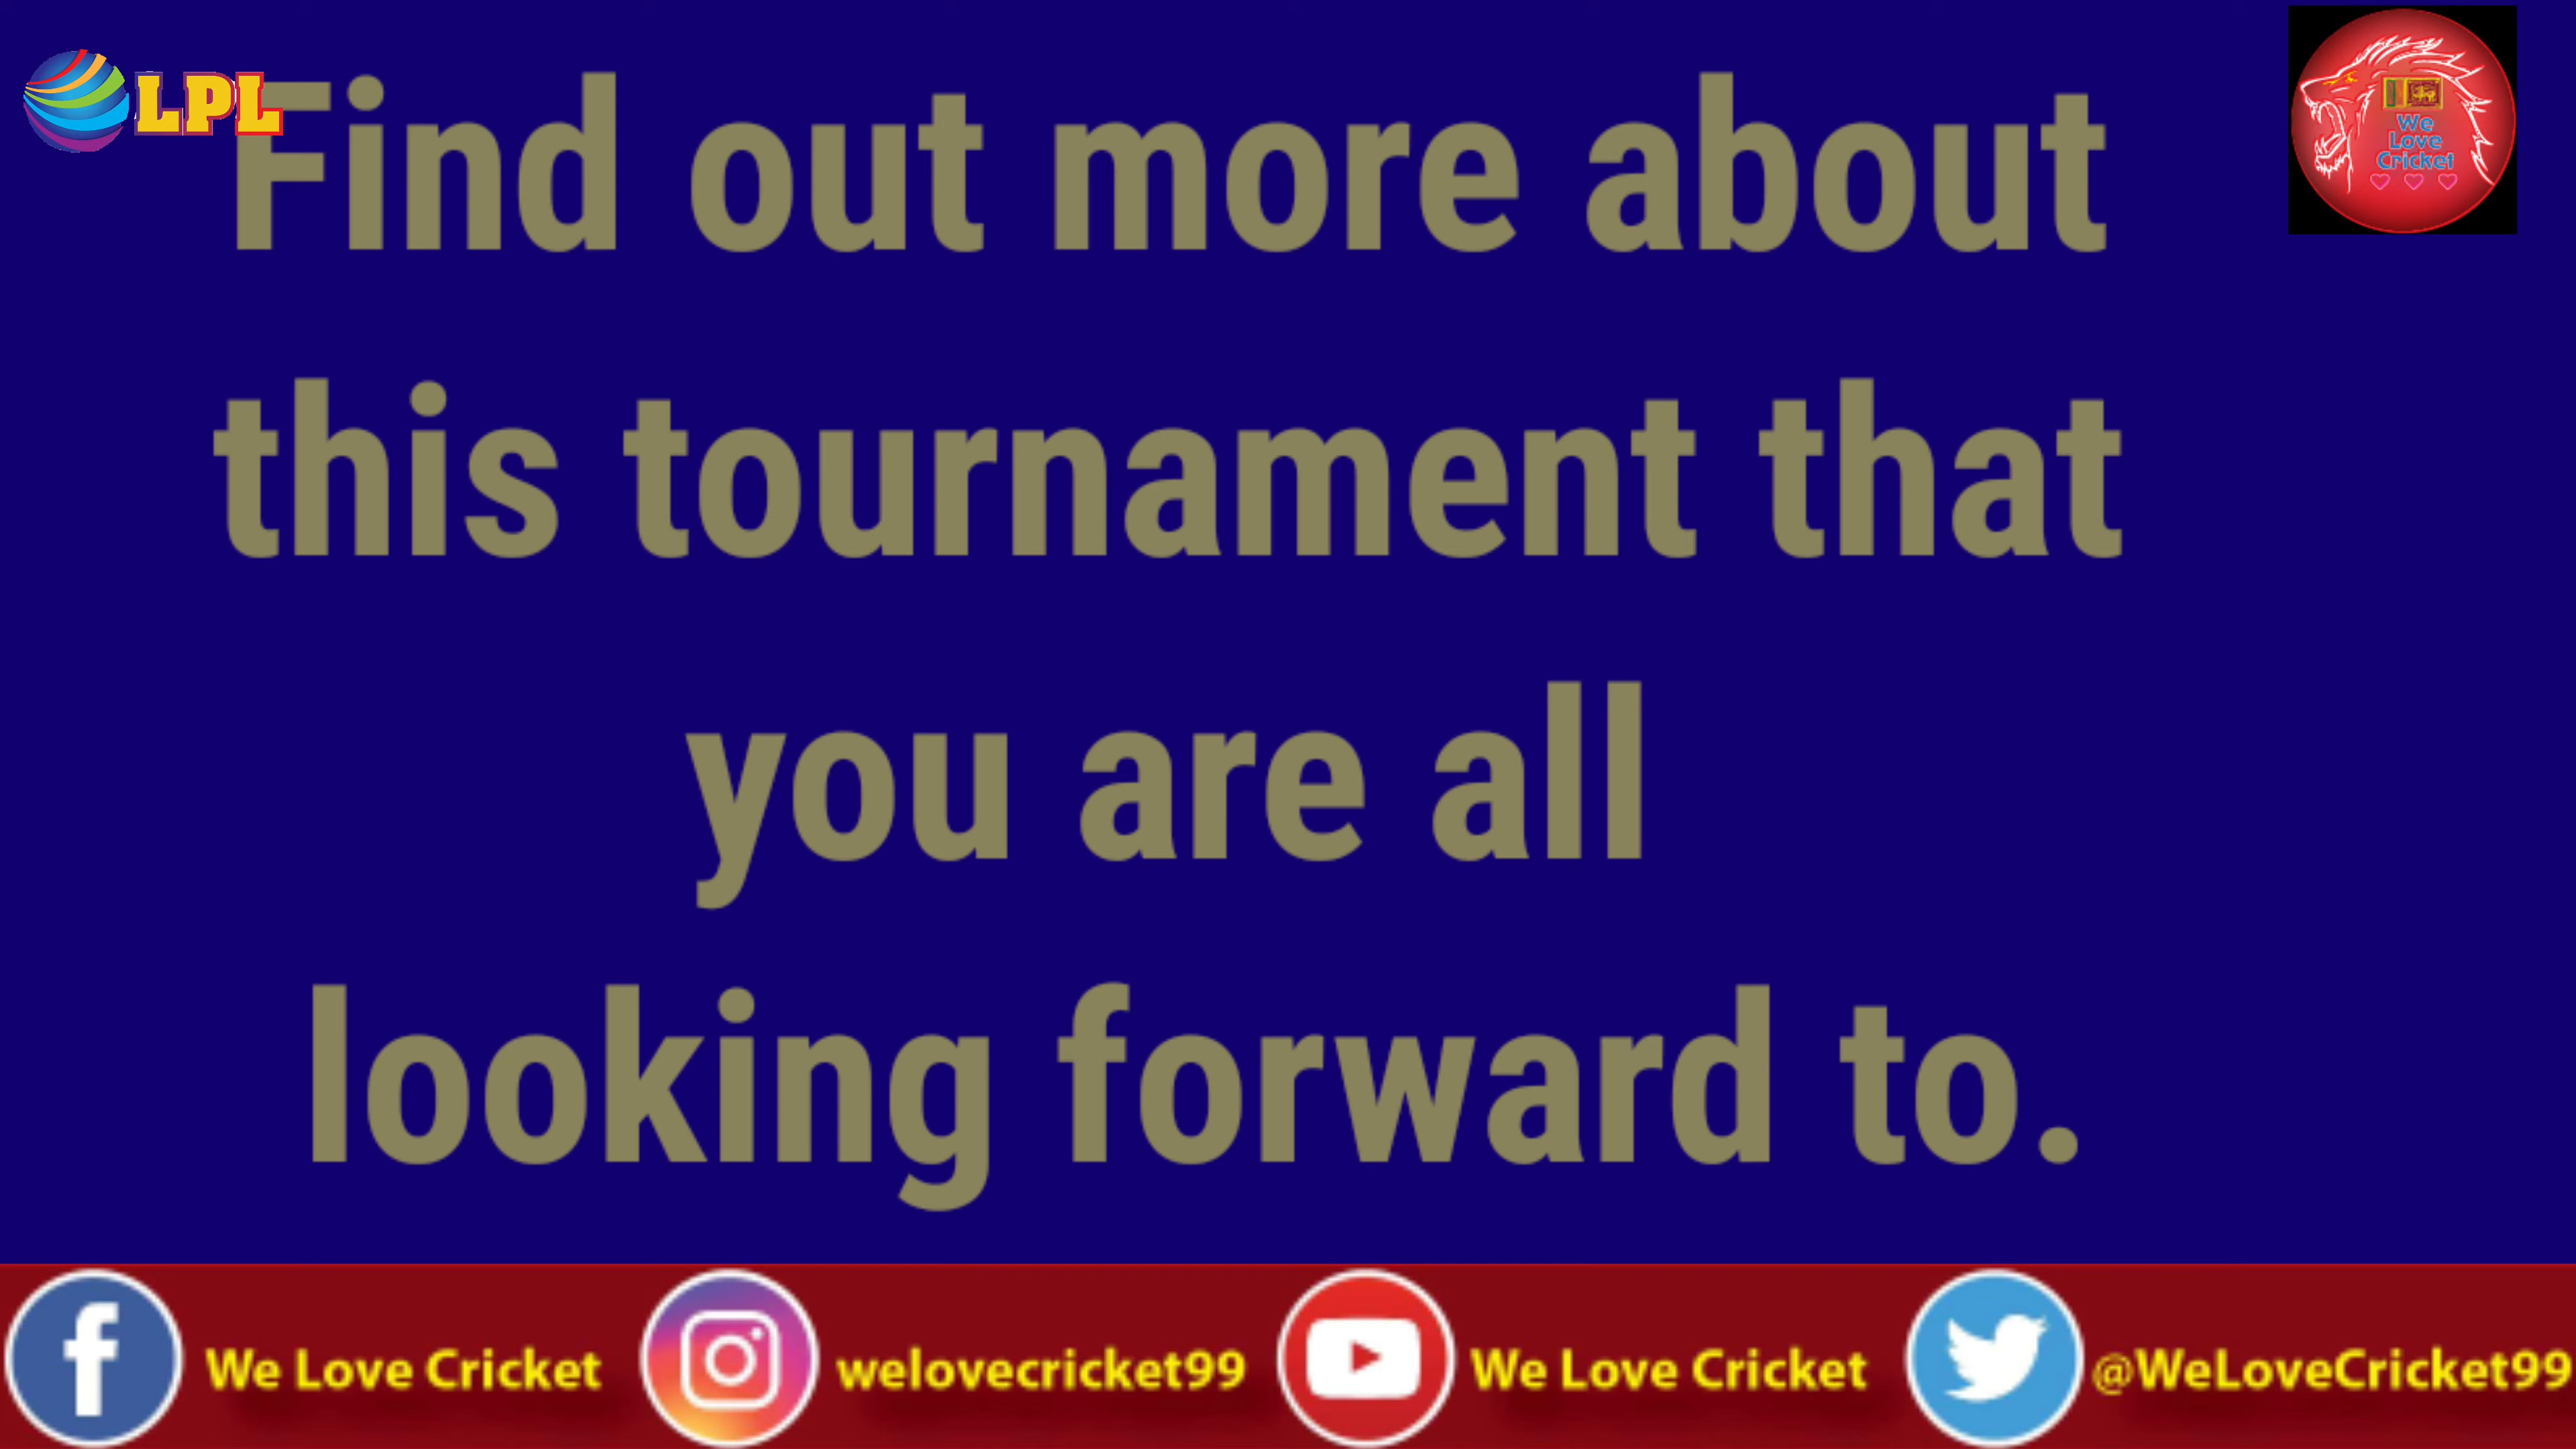 LPL
Find out more about
this tournament that
you are all
looking forward to.
We
Love
Cricket
We Love Cricket
welovecricket99
We Love Cricket
@WeLoveCricket99